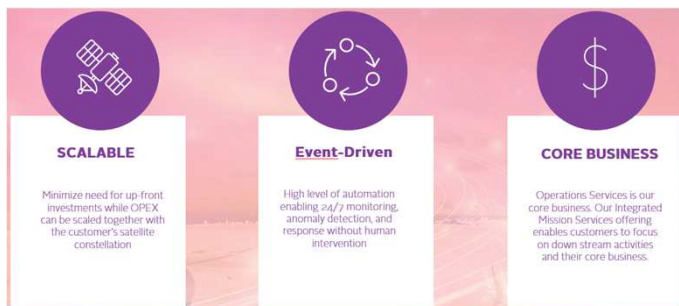 SCALABLE
Minimize need for up-front
investments while OPEX
can be scaled together with
the customer's satellite
constellation
Event-Driven
High level of automation
enabling 24/7 monitoring,
anomaly detection, and
response without human
intervention
CORE BUSINESS
Operations Services is our
core business. Our Integrated
Mission Services offering
enables customers to focus
on down stream activities
and their core business.